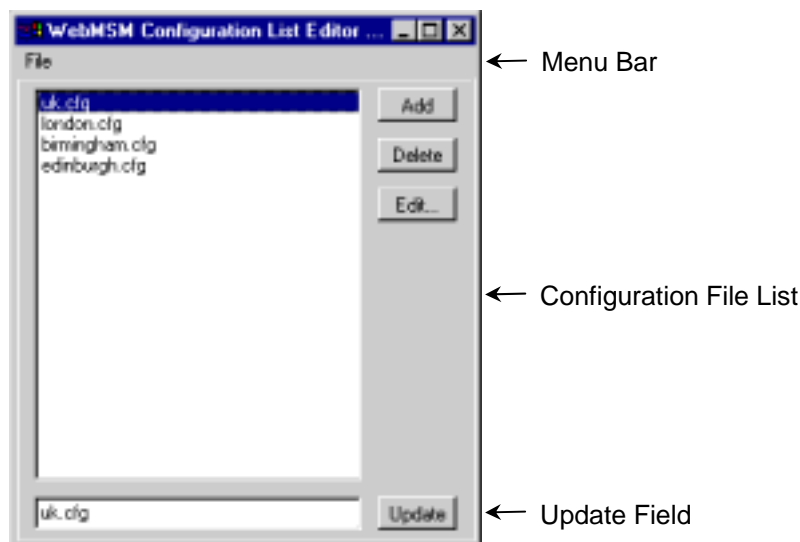 WebMSM Configuration List Editor ...
File
Menu Bar
uk.cfg
london.cfg
birmingham.cfg
edinburgh.cfg
Add
Delete
Edit...
Configuration File List
uk.cfg
Update
Update Field